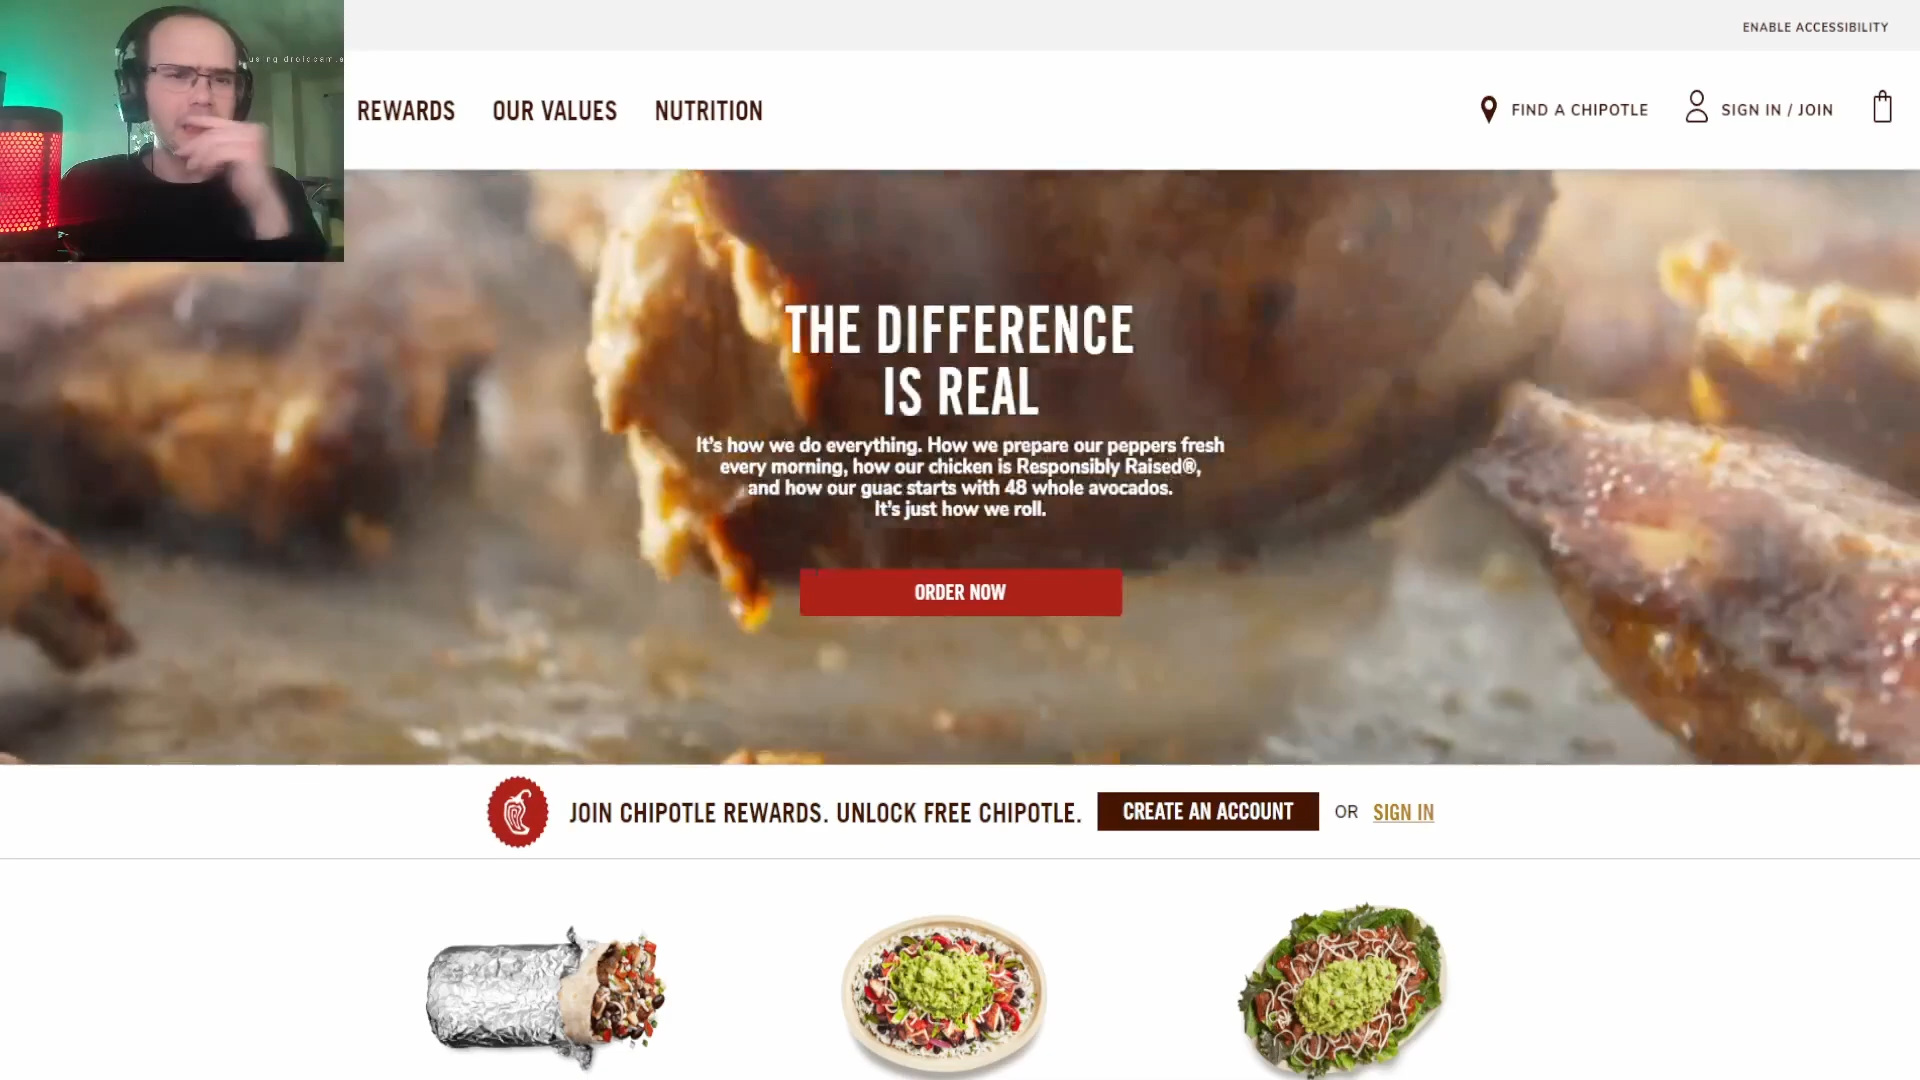 ENABLE ACCESSIBILITY
REWARDS OUR VALUES NUTRITION
FIND A CHIPOTLE SIGN IN / JOIN
THE DIFFERENCE
IS REAL
It's how we do everything. How we prepare our peppers fresh
every morning, how our chicken is Responsibly Raised®,
and how our guac starts with 48 whole avocados.
It's just how we roll.
ORDER NOW
JOIN CHIPOTLE REWARDS. UNLOCK FREE CHIPOTLE. CREATE AN ACCOUNT OR SIGN IN